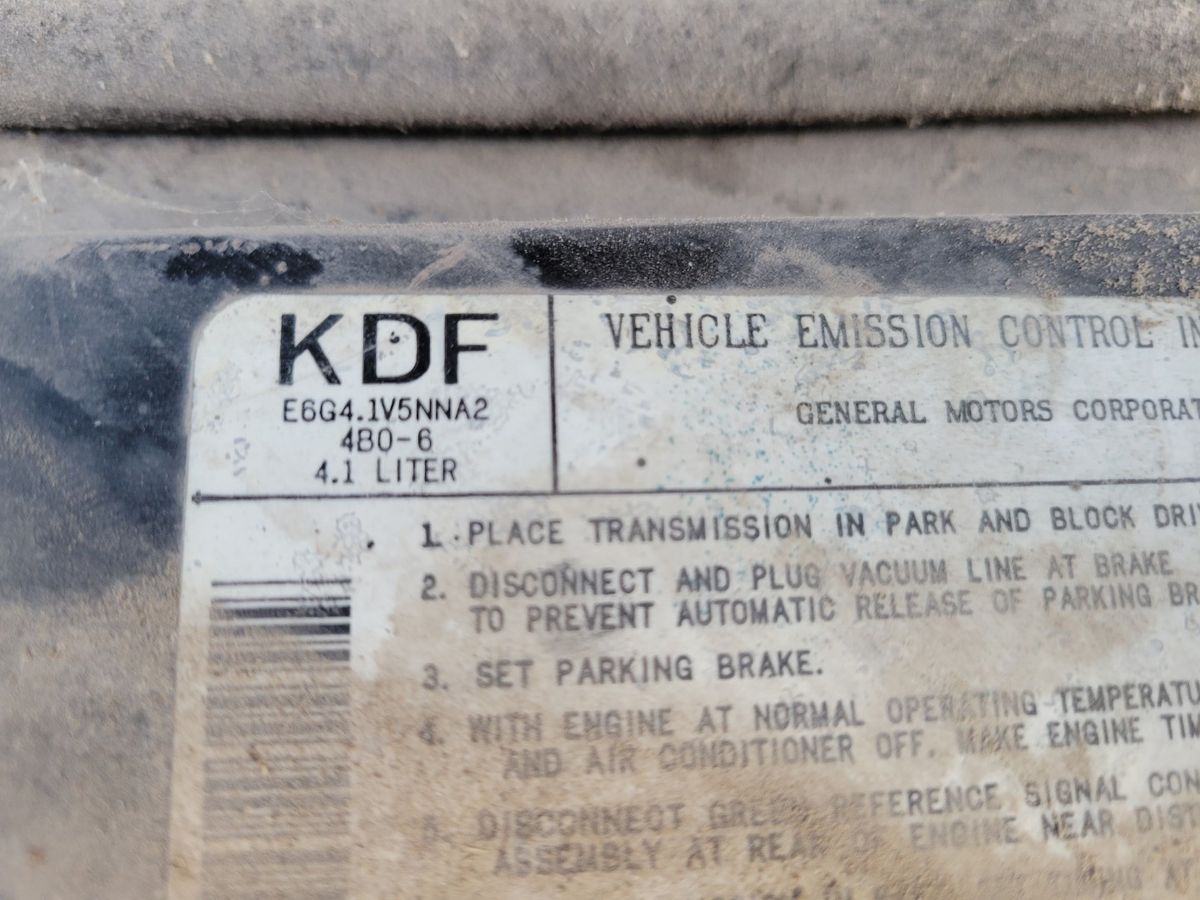 KDF
E6G4.1V5NNA2
4B0-6
4.1 LITER
VEHICLE EMISSION CONTROL IN
GENERAL MOTORS CORPORAT
1. PLACE TRANSMISSION IN PARK AND BLOCK DRI
2. DISCONNECT AND PLUG VACUUM LINE AT BRAKE
TO PREVENT AUTOMATIC RELEASE OF PARKING BR
3. SET PARKING BRAKE.
4. WITH ENGINE AT NORMAL OPERATING TEMPERATU
AND AIR CONDITIONER OFF. MAKE ENGINE TIM
5. DISCONNECT GREEN REFERENCE SIGNAL CON
ASSEMBLY AT REAR OF ENGINE NEAR DIST